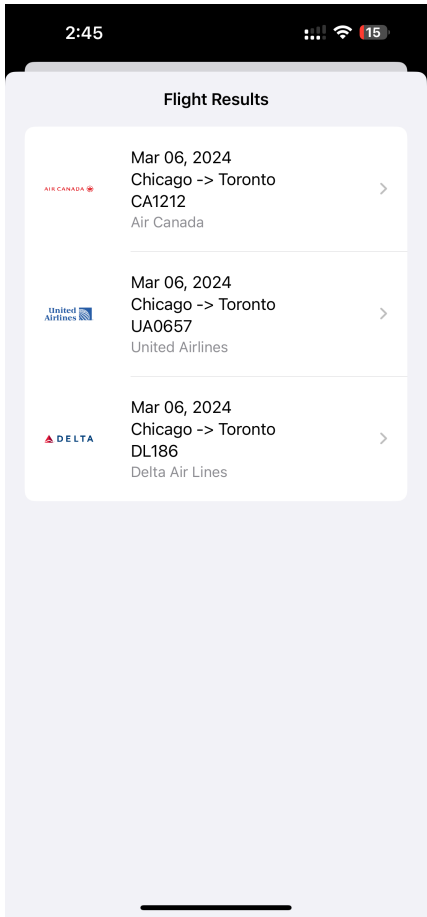 2:45
15
Flight Results
AIR CANADA
Mar 06, 2024
Chicago -> Toronto
CA1212
Air Canada
United
Airlines
Mar 06, 2024
Chicago -> Toronto
UA0657
United Airlines
DELTA
Mar 06, 2024
Chicago -> Toronto
DL186
Delta Air Lines